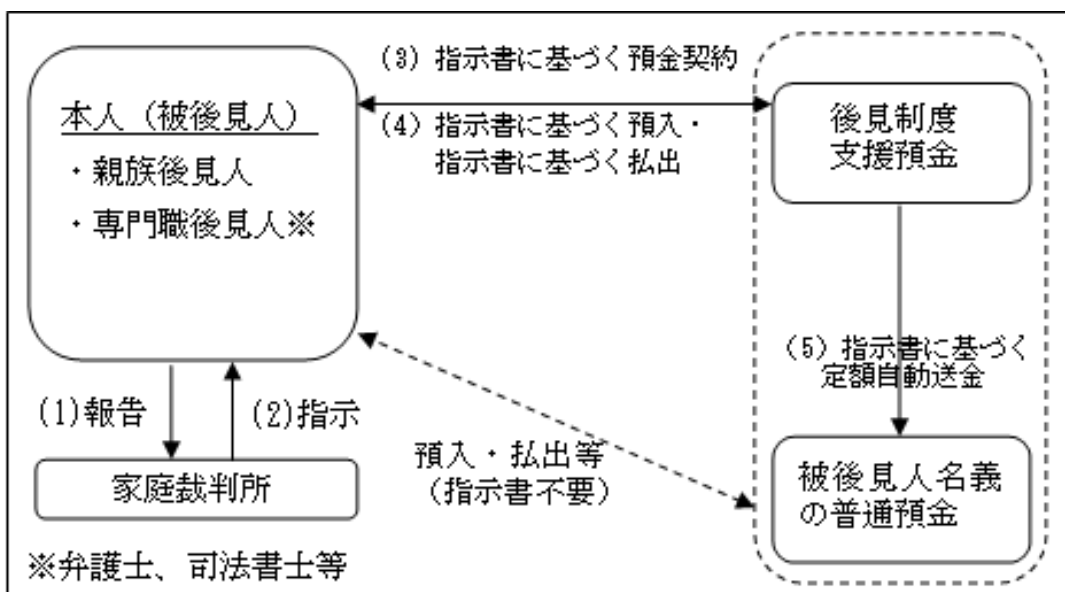 本人（被後見人）
・親族後見人
・専門職後見人※
(3) 指示書に基づく預金契約
(4) 指示書に基づく預入・
指示書に基づく払出
後見制度
支援預金
(1)報告
(2)指示
(5) 指示書に基づく
定額自動送金
預入・払出等
（指示書不要）
家庭裁判所
被後見人名義
の普通預金
※弁護士、司法書士等